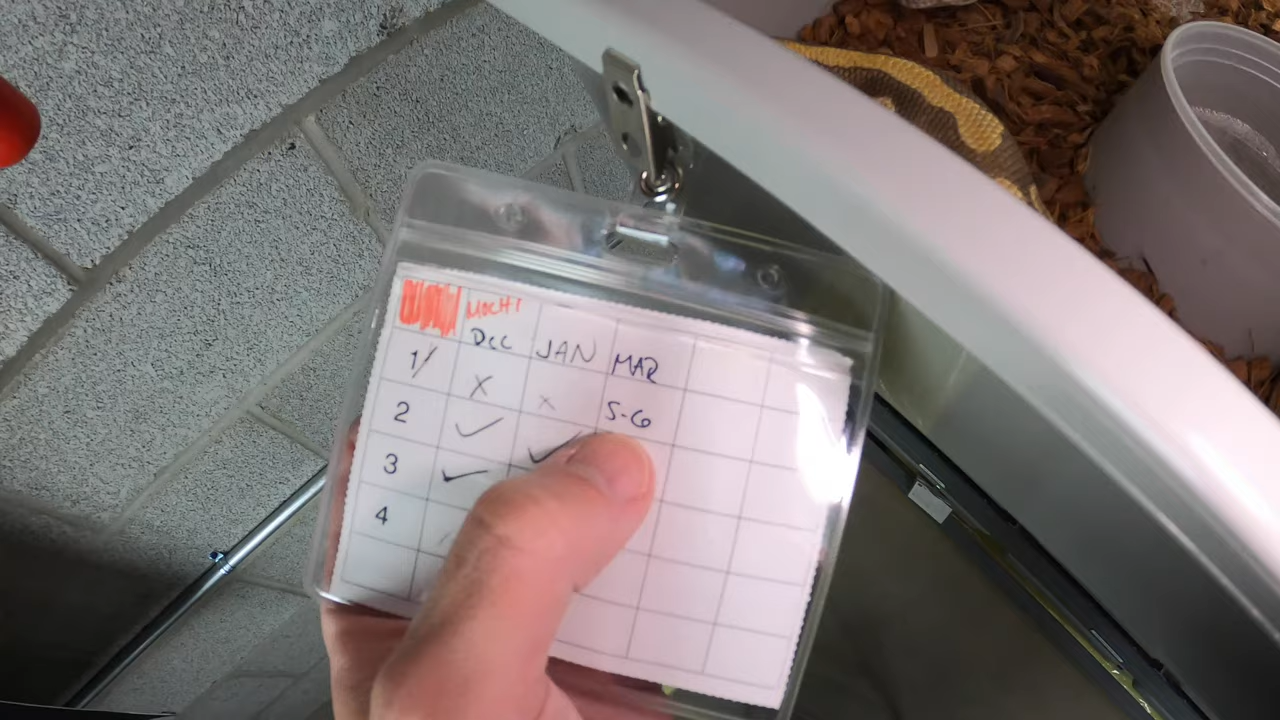 MOCHI
DEC JAN MAR
1/ X X 5-6
2 ✓ ✓
3 ✓
4